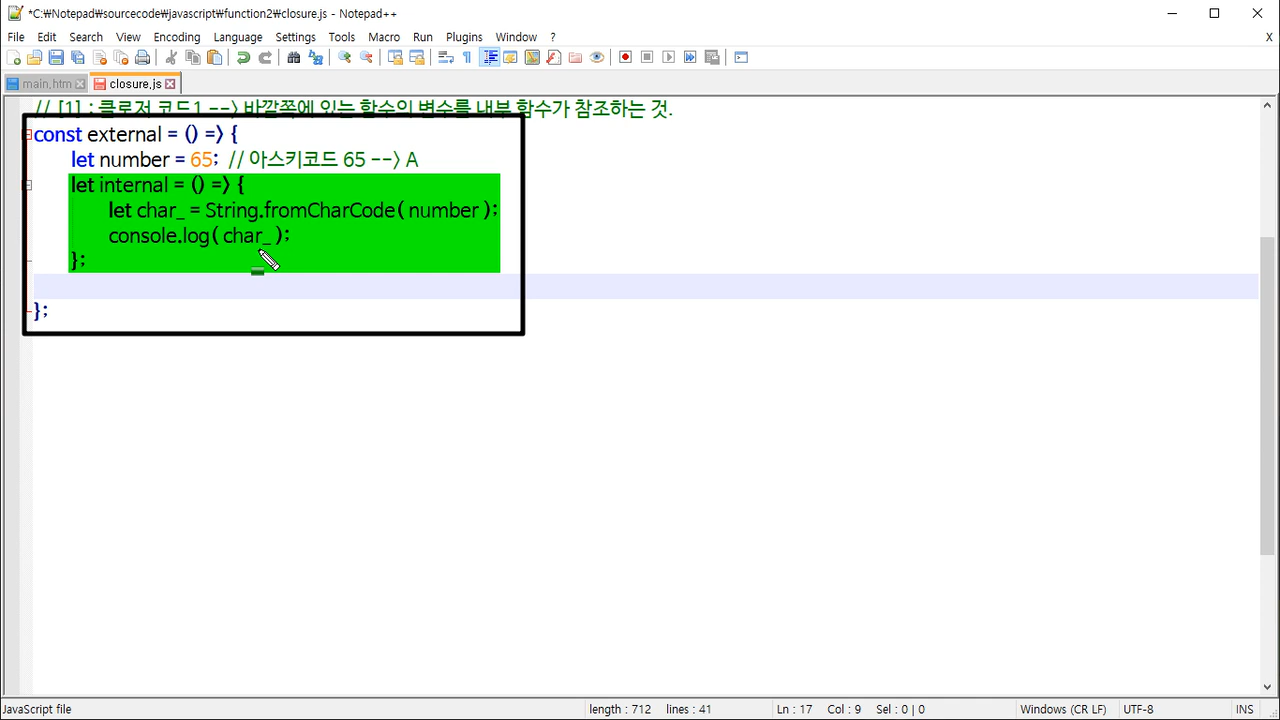 *C:₩Notepad₩sourcecode₩javascript₩function2₩closure.js - Notepad++
File Edit Search View Encoding Language Settings Tools Macro Run Plugins Window ? X
main.htm closure.js
// [1] : 클로저 코드1 --> 바깥쪽에 있는 함수의 변수를 내부 함수가 참조하는 것.
const external = () => {
let number = 65; // 아스키코드 65 --> A
let internal = () => {
let char_ = String.fromCharCode( number );
console.log( char_ );
};
};
JavaScript file length : 712 lines : 41 Ln : 17 Col : 9 Sel : 0 | 0 Windows (CR LF) UTF-8 INS